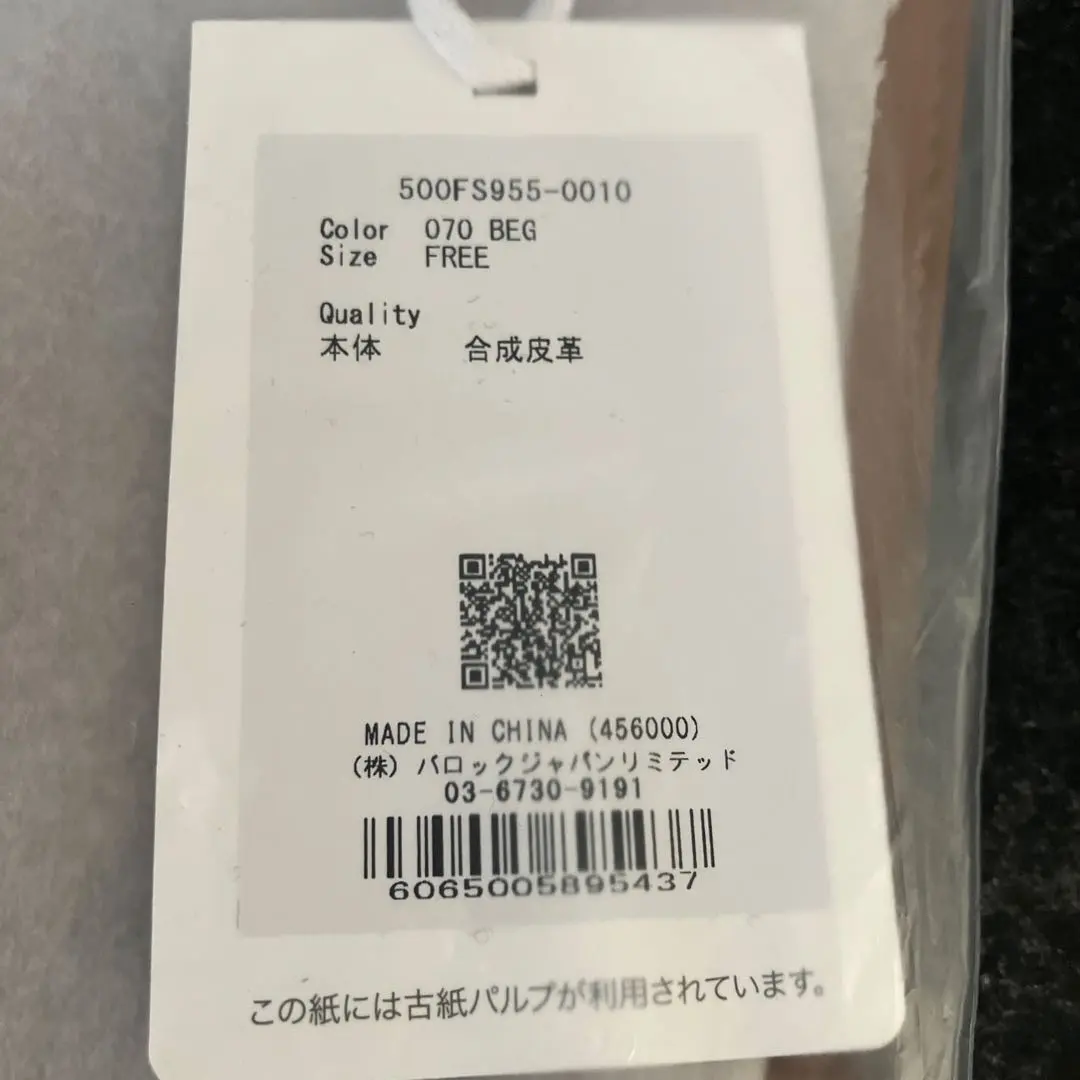 500FS955-0010
Color 070 BEG
Size FREE
Quality
本体 合成皮革
MADE IN CHINA (456000)
(株) バロックジャパンリミテッド
03-6730-9191
6065005895437
この紙には古紙パルプが利用されています。